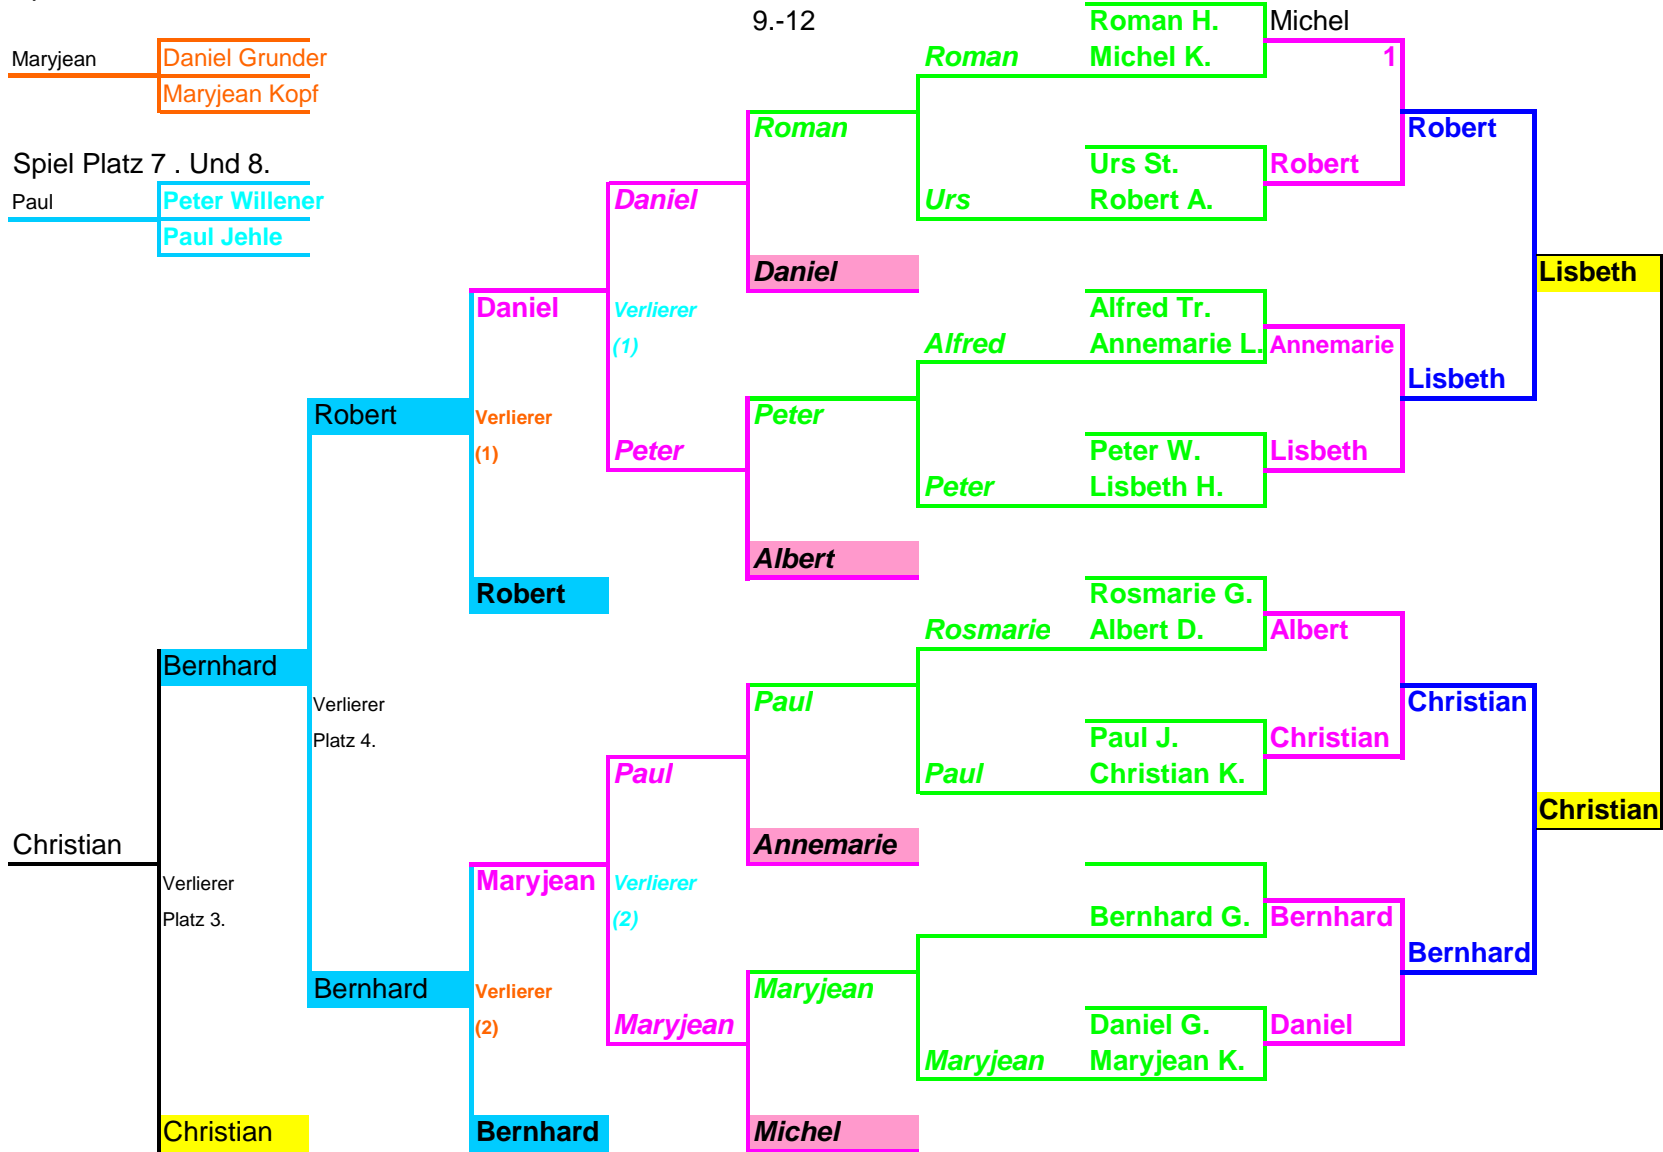 9.-12 Roman H. Michel
Maryjean Daniel Grunder Roman Michel K. 1
Maryjean Kopf
Roman Robert
Spiel Platz 7 . Und 8. Urs St. Robert
Paul Peter Willener Daniel Urs Robert A.
Paul Jehle
Daniel Lisbeth
Daniel Verlierer Alfred Tr.
(1) Alfred Annemarie L. Annemarie
Lisbeth
Robert Verlierer Peter
(1) Peter Peter W. Lisbeth
Peter Lisbeth H.
Albert
Robert Rosmarie G.
Rosmarie Albert D. Albert
Bernhard
Verlierer Paul Christian
Platz 4. Paul J. Christian
Paul Paul Christian K.
Christian
Christian Annemarie
Verlierer Maryjean Verlierer
Platz 3. (2) Bernhard G. Bernhard
Bernhard
Bernhard Verlierer Maryjean
(2) Maryjean Daniel G. Daniel
Maryjean Maryjean K.
Christian Bernhard Michel